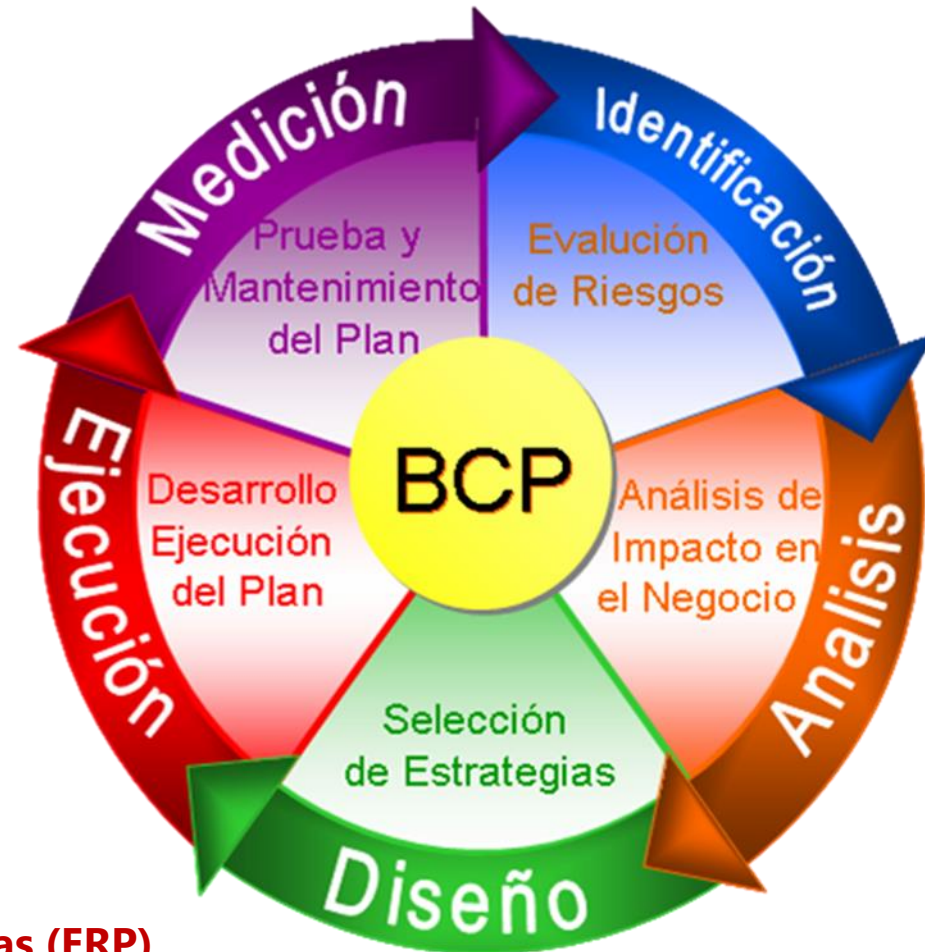 Medición
Identificación
Prueba y
Mantenimiento
del Plan
Evalución
de Riesgos
BCP
Ejecución
Desarrollo
Ejecución
del Plan
Análisis de
Impacto en
el Negocio
Analisis
Selección
de Estrategias
Diseño
as (ERP)